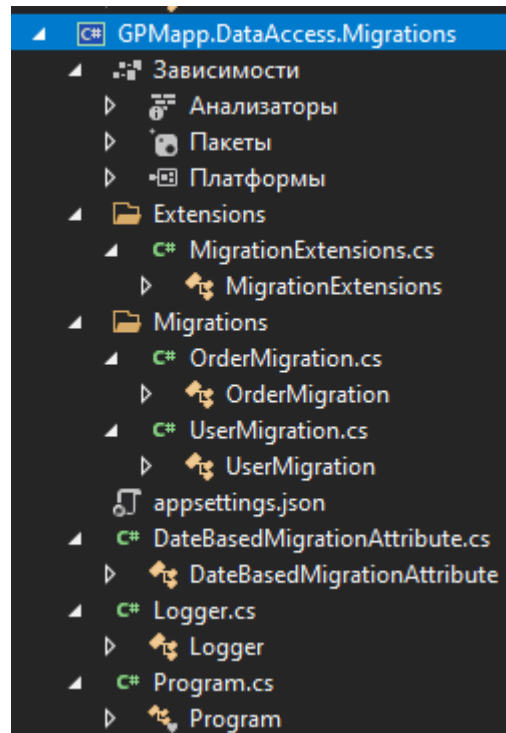 C# GPMapp.DataAccess.Migrations
Зависимости
Анализаторы
Пакеты
Платформы
Extensions
C# MigrationExtensions.cs
MigrationExtensions
Migrations
C# OrderMigration.cs
OrderMigration
C# UserMigration.cs
UserMigration
appsettings.json
C# DateBasedMigrationAttribute.cs
DateBasedMigrationAttribute
C# Logger.cs
Logger
C# Program.cs
Program